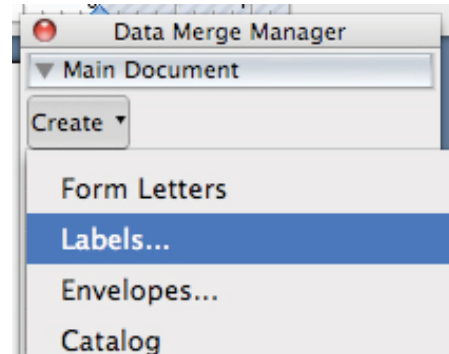 Data Merge Manager
Main Document
Create
Form Letters
Labels...
Envelopes...
Catalog